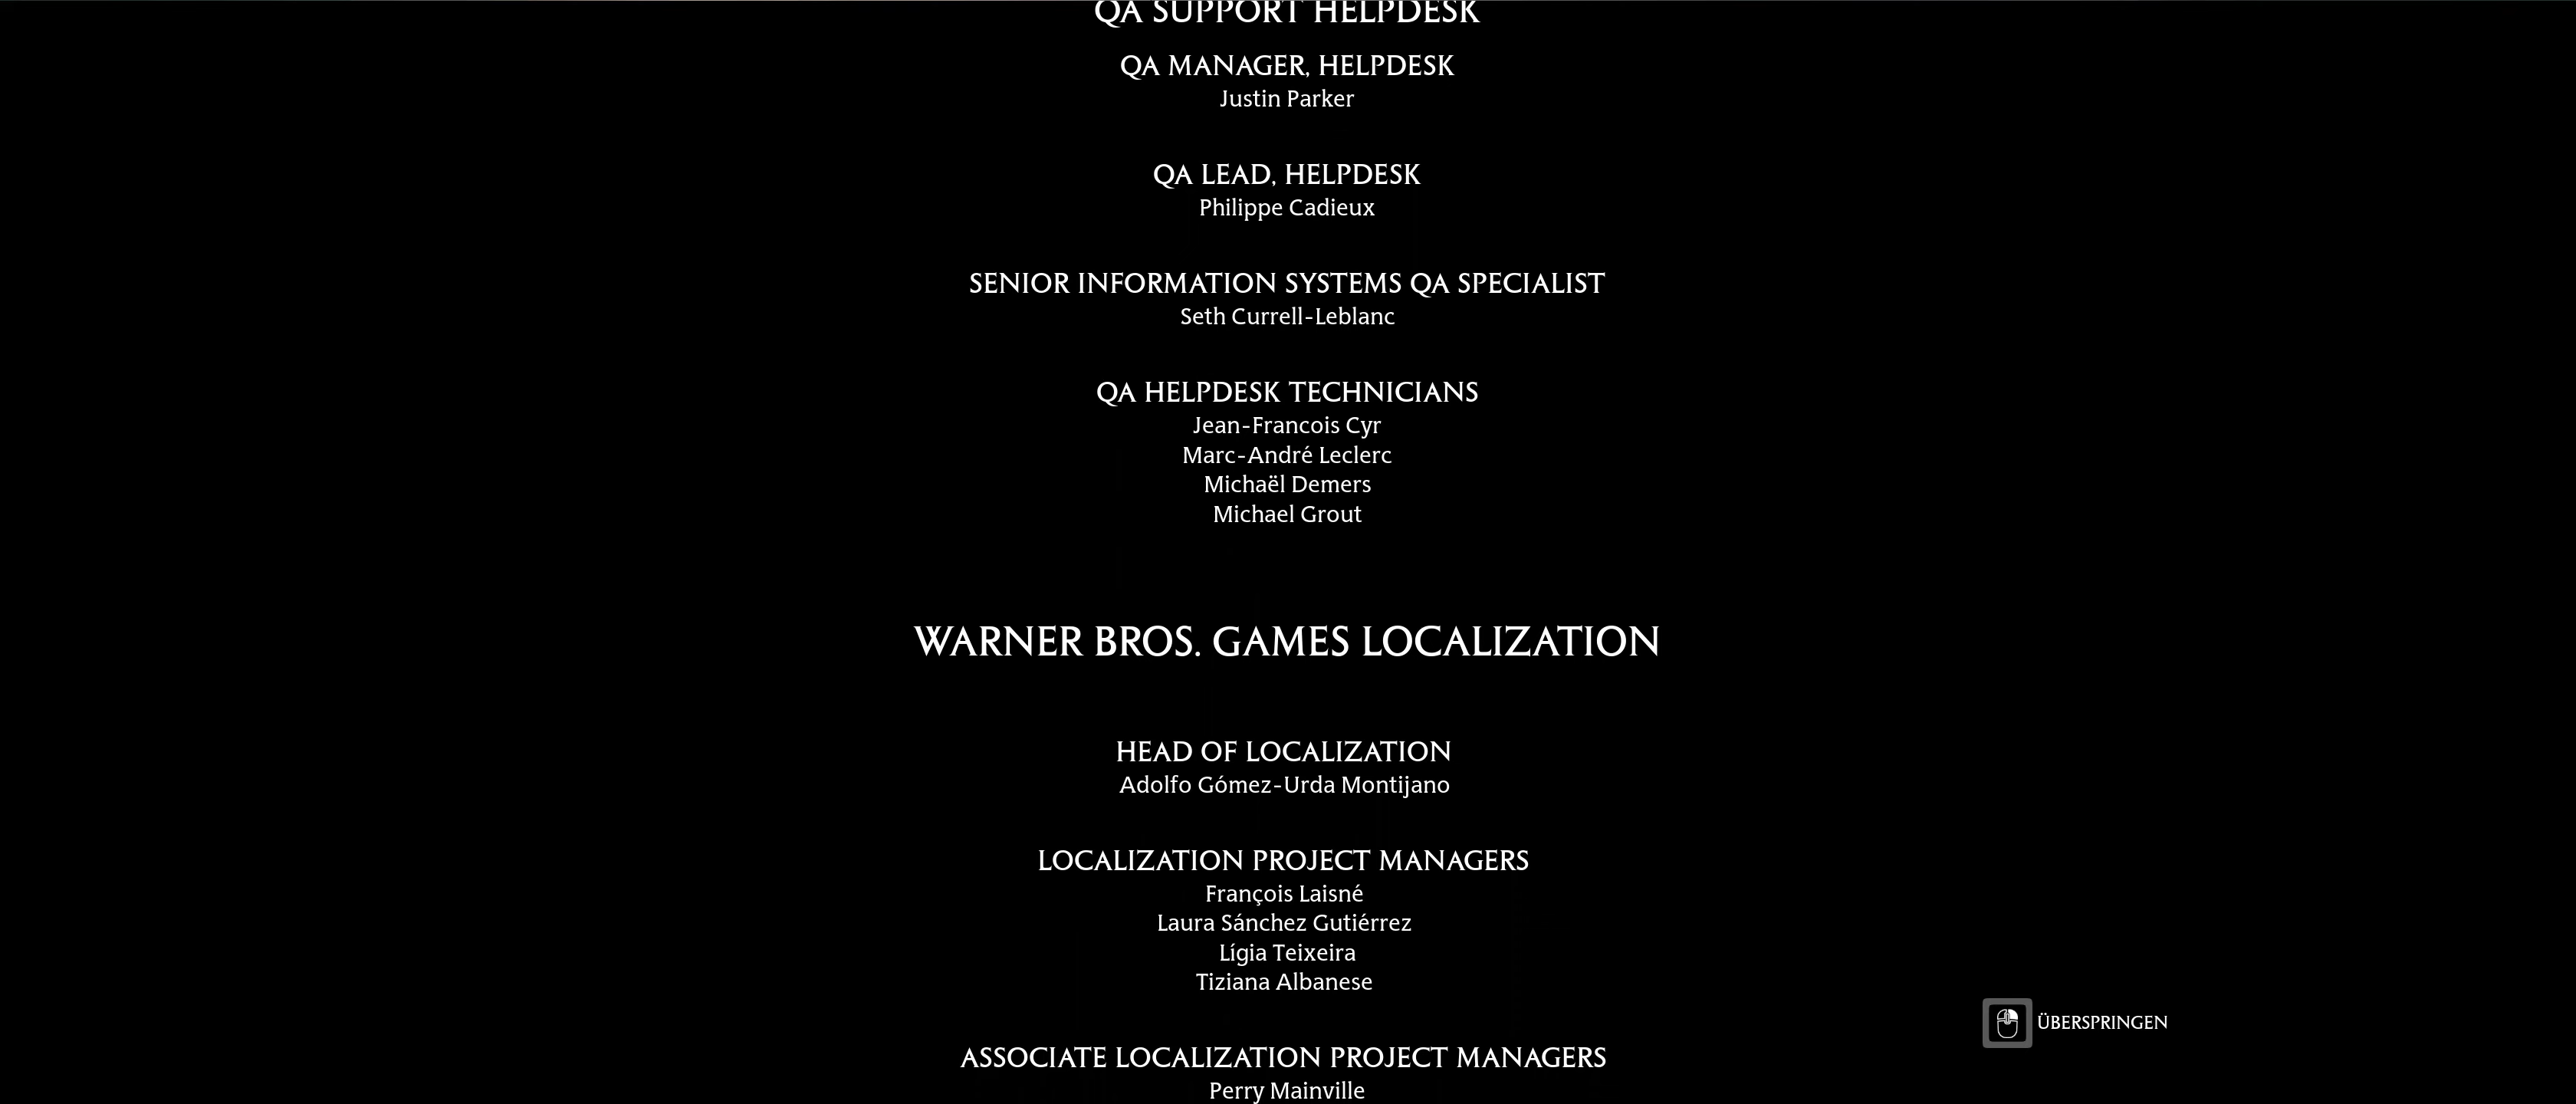 QA SUPPORT HELPDESK
QA MANAGER, HELPDESK
Justin Parker
QA LEAD, HELPDESK
Philippe Cadieux
SENIOR INFORMATION SYSTEMS QA SPECIALIST
Seth Currell-Leblanc
QA HELPDESK TECHNICIANS
Jean-Francois Cyr
Marc-André Leclerc
Michaël Demers
Michael Grout
WARNER BROS. GAMES LOCALIZATION
HEAD OF LOCALIZATION
Adolfo Gómez-Urda Montijano
LOCALIZATION PROJECT MANAGERS
François Laisné
Laura Sánchez Gutiérrez
Lígia Teixeira
Tiziana Albanese
ÜBERSPRINGEN
ASSOCIATE LOCALIZATION PROJECT MANAGERS
Perry Mainville